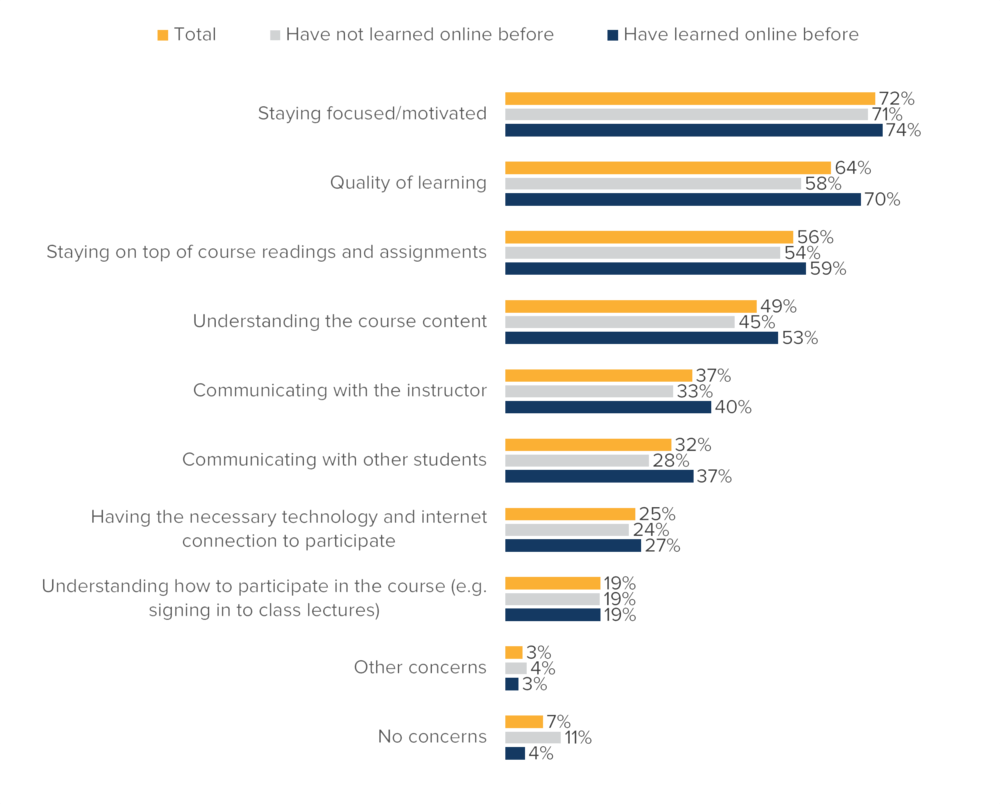 Total Have not learned online before Have learned online before
Staying focused/motivated
72%
71%
74%
Quality of learning
64%
58%
70%
Staying on top of course readings and assignments
56%
54%
59%
Understanding the course content
49%
45%
53%
Communicating with the instructor
37%
33%
40%
Communicating with other students
32%
28%
37%
Having the necessary technology and internet
connection to participate
25%
24%
27%
Understanding how to participate in the course (e.g.
signing in to class lectures)
19%
19%
19%
Other concerns
3%
4%
3%
No concerns
7%
11%
4%